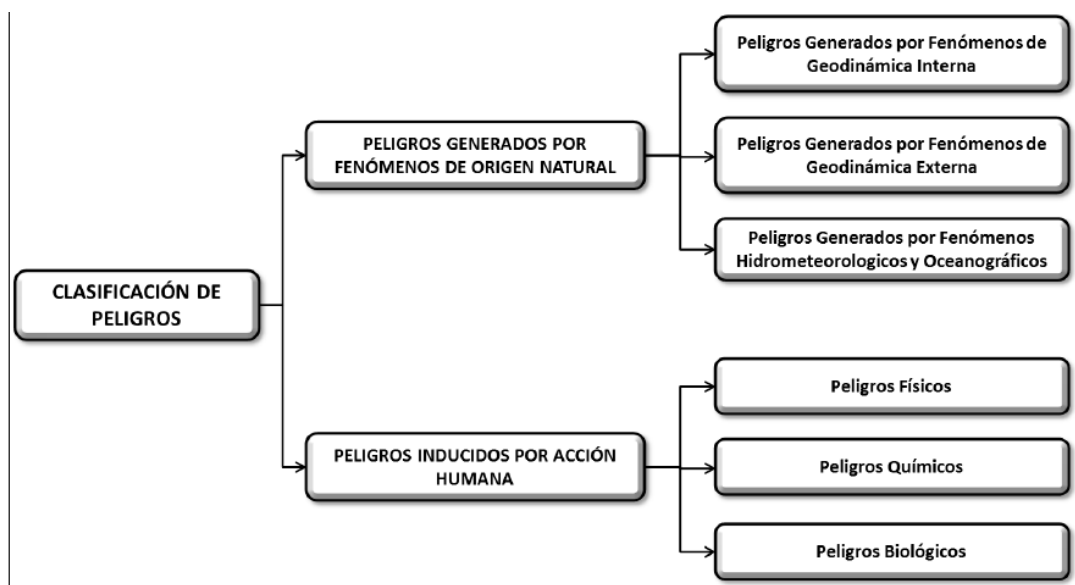 CLASIFICACIÓN DE
PELIGROS
PELIGROS GENERADOS POR
FENÓMENOS DE ORIGEN NATURAL
Peligros Generados por Fenómenos de
Geodinámica Interna
Peligros Generados por Fenómenos de
Geodinámica Externa
Peligros Generados por Fenómenos
Hidrometeorologicos y Oceanográficos
PELIGROS INDUCIDOS POR ACCIÓN
HUMANA
Peligros Físicos
Peligros Químicos
Peligros Biológicos